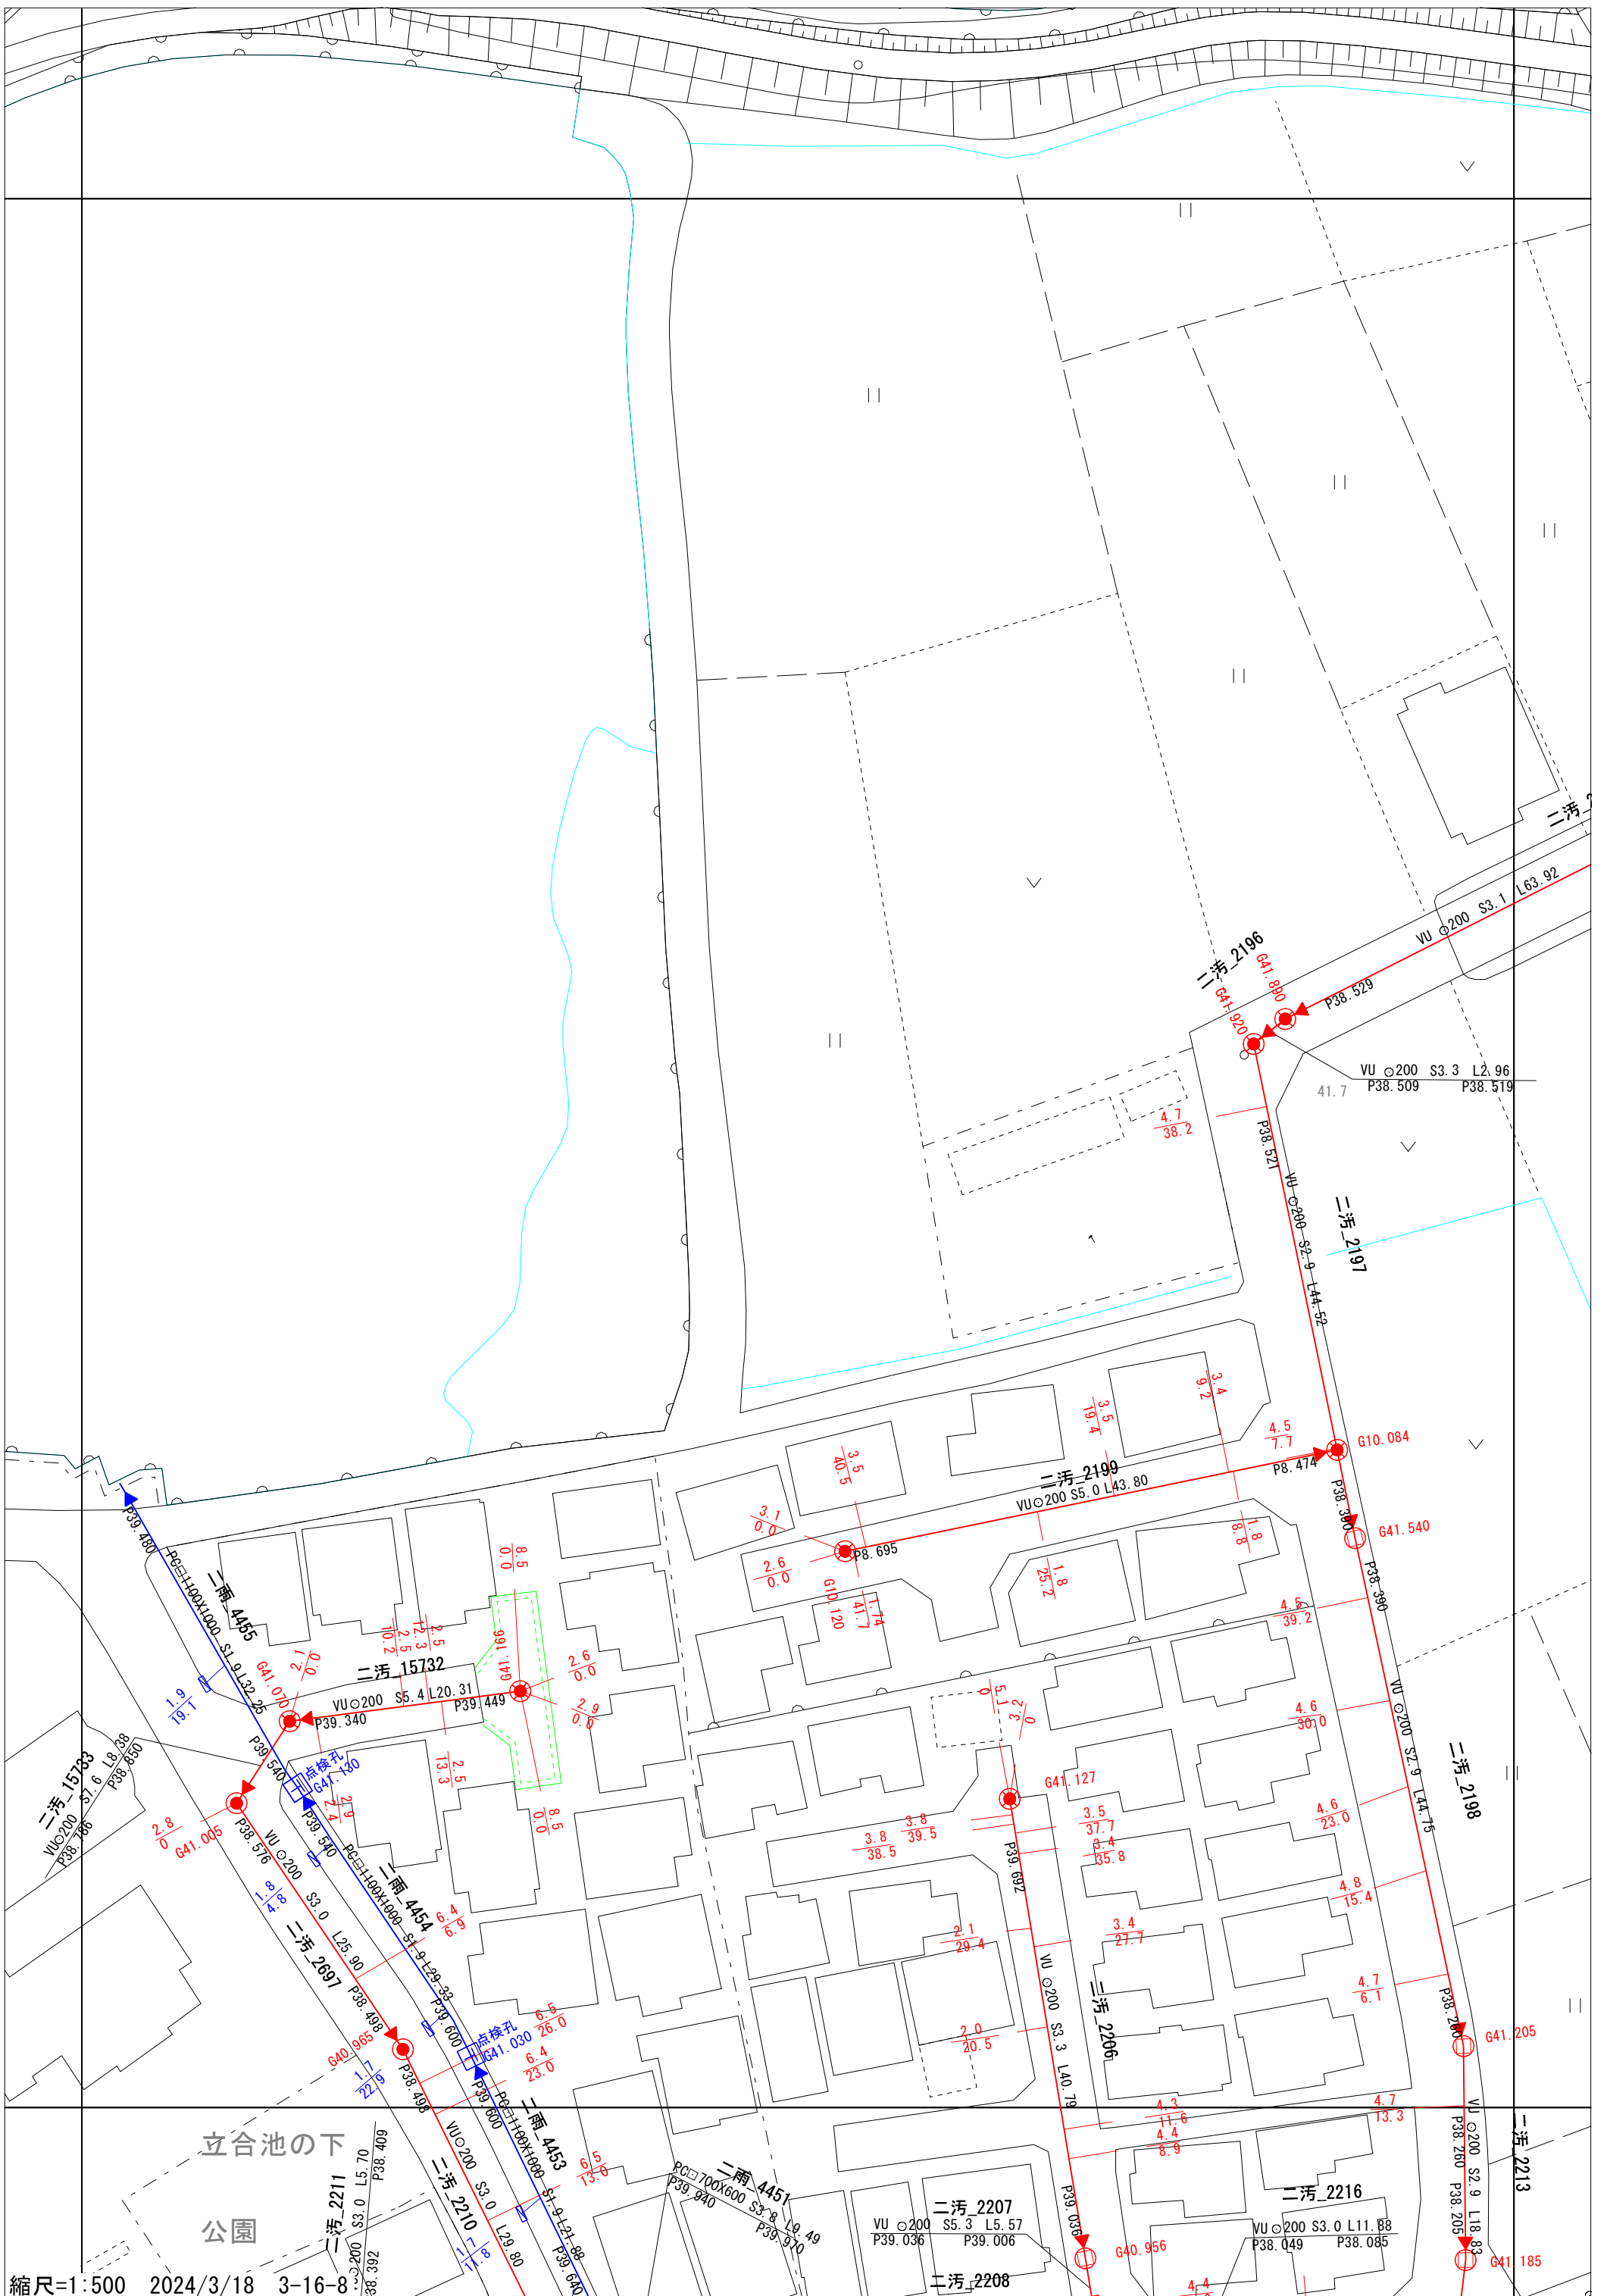 二汚_2
VU ⊙200 S3.1 L63.92
二汚_2196
G41.890
G41.920
P38.529
VU ⊙200 S3.3 L2.96
P38.509 P38.519
41.7
4.7
38.2
P38.521
VU ⊙200 S2.9 L44.52
二汚_2197
3.4
9.2
3.5
19.4
4.5
7.7
G10.084
3.5
40.5
二汚_2199
P8.474
VU⊙200 S5.0 L43.80
P38.390
G41.540
3.1
0.0
2.6
0.0
P8.695
G10.120
1.74
41.7
1.8
25.2
1.8
8.8
P38.390
4.5
39.2
P39.480
PC□1100X1000 S1.9 L32.25
二雨_4455
8.5
0.0
2.5
10.2
2.5
12.3
G41.166
2.1
0.0
G41.070
二汚_15732
VU⊙200 S5.4 L20.31
P39.449
P39.340
2.6
0.0
2.9
0.0
1.9
19.1
5.1
0
3.2
0
4.6
30.0
VU ⊙200 S2.9 L44.75
二汚_2198
二汚_15733
VU⊙200 S7.6 L8.38
P38.786 P38.850
P39.540
点検孔
G41.130
2.9
2.4
2.5
13.3
8.5
0.0
G41.127
2.8
0
G41.005
P38.576
P39.540
3.8
39.5
3.8
38.5
3.5
37.7
3.4
35.8
4.6
23.0
P39.692
VU ⊙200 S3.0 L25.90
PC□1100X1000 S1.9 L29.33
二雨_4454
1.8
4.8
二汚_2697
6.4
6.9
4.8
15.4
2.1
29.4
3.4
27.7
4.7
6.1
P38.498
P39.600
点検孔
G41.030
6.5
26.0
6.4
23.0
G40.965
1.7
22.9
2.0
20.5
VU ⊙200 S3.3 L40.79
二汚_2206
P38.260
G41.205
P38.498
P39.600
4.3
11.6
4.4
8.9
4.7
13.3
VU ⊙200 S2.9 L18.83
P38.260 P38.205
二汚_2213
立合池の下
公園
二汚_2211
⊙200 S3.0 L5.70
38.392 P38.409
二汚_2210
VU⊙200 S3.0 L29.80
PC□1100X1000 S1.9 L21.88
二雨_4453
6.5
13.0
1.7
11.8
P39.640
二雨_4451
PC□700X600 S3.8 L9.49
P39.940 P39.970
二汚_2207
VU ⊙200 S5.3 L5.57
P39.036 P39.006
二汚_2208
P39.036
G40.956
二汚_2216
VU⊙200 S3.0 L11.88
P38.049 P38.085
4.4
G41.185
縮尺=1:500 2024/3/18 3-16-8